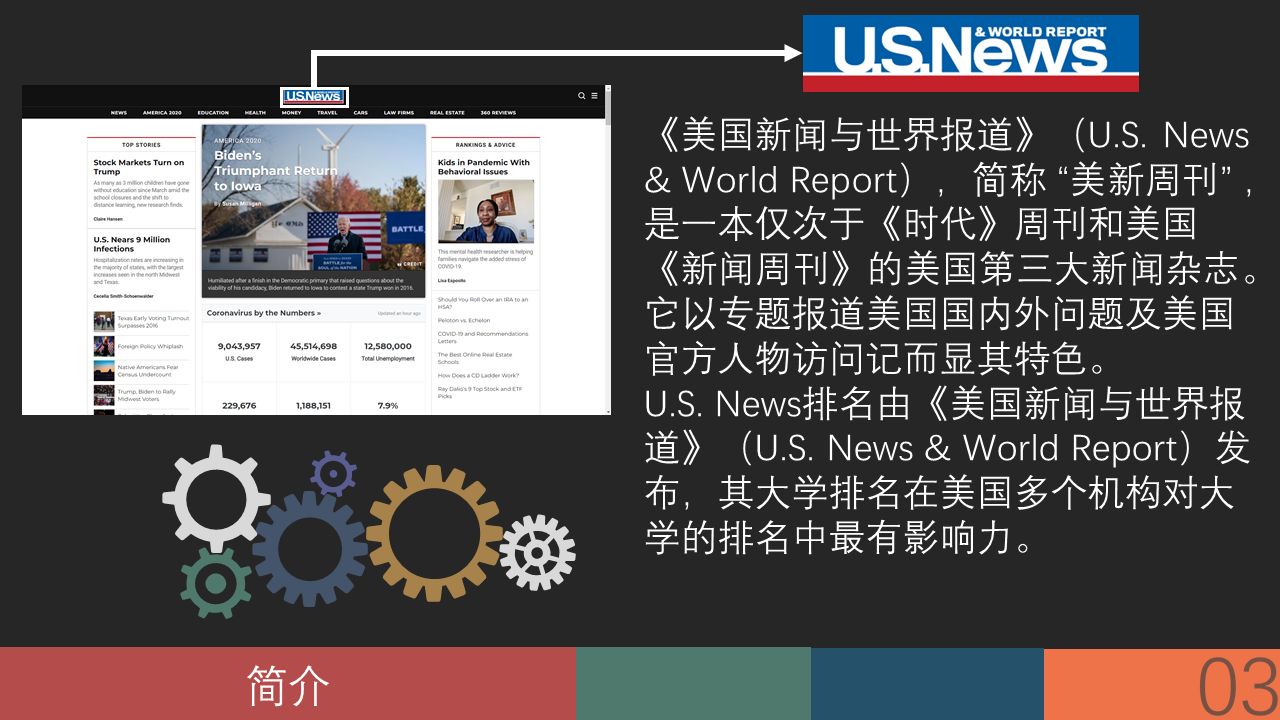 U.S.News
& WORLD REPORT
U.S.News
NEWS AMERICA 2020 EDUCATION HEALTH MONEY TRAVEL CARS LAW FIRMS REAL ESTATE 360 REVIEWS
TOP STORIES
Stock Markets Turn on
Trump
As many as 3 million children have gone
without education since March amid the
school closures and the shift to
distance learning, new research finds.
Claire Hansen
U.S. Nears 9 Million
Infections
Hospitalization rates are increasing in
the majority of states, with the largest
increases seen in the north Midwest
and Texas.
Cecelia Smith-Schoenwalder
Texas Early Voting Turnout
Surpasses 2016
Foreign Policy Whiplash
Native Americans Fear
Census Undercount
Trump, Biden to Rally
Midwest Voters
AMERICA 2020
Biden's
Triumphant Return
to Iowa
By Susan Milligan
BATTLE
BATTLE FOR THE
SOUL OF THE NATION
CREDIT
Humiliated after a finish in the Democratic primary that raised questions about the
viability of his candidacy, Biden returned to Iowa to contest a state Trump won in 2016.
Coronavirus by the Numbers »
Updated an hour ago
9,043,957 45,514,698 12,580,000
U.S. Cases Worldwide Cases Total Unemployment
229,676 1,188,151 7.9%
RANKINGS & ADVICE
Kids in Pandemic With
Behavioral Issues
This mental health researcher is helping
families navigate the added stress of
COVID-19.
Lisa Esposito
Should You Roll Over an IRA to an
HSA?
Peloton vs. Echelon
COVID-19 and Recommendations
Letters
The Best Online Real Estate
Schools
How Does a CD Ladder Work?
Ray Dalio's 9 Top Stock and ETF
Picks
《美国新闻与世界报道》（U.S. News
& World Report），简称 “美新周刊”，
是一本仅次于《时代》周刊和美国
《新闻周刊》的美国第三大新闻杂志。
它以专题报道美国国内外问题及美国
官方人物访问记而显其特色。
U.S. News排名由《美国新闻与世界报
道》（U.S. News & World Report）发
布，其大学排名在美国多个机构对大
学的排名中最有影响力。
简介
03